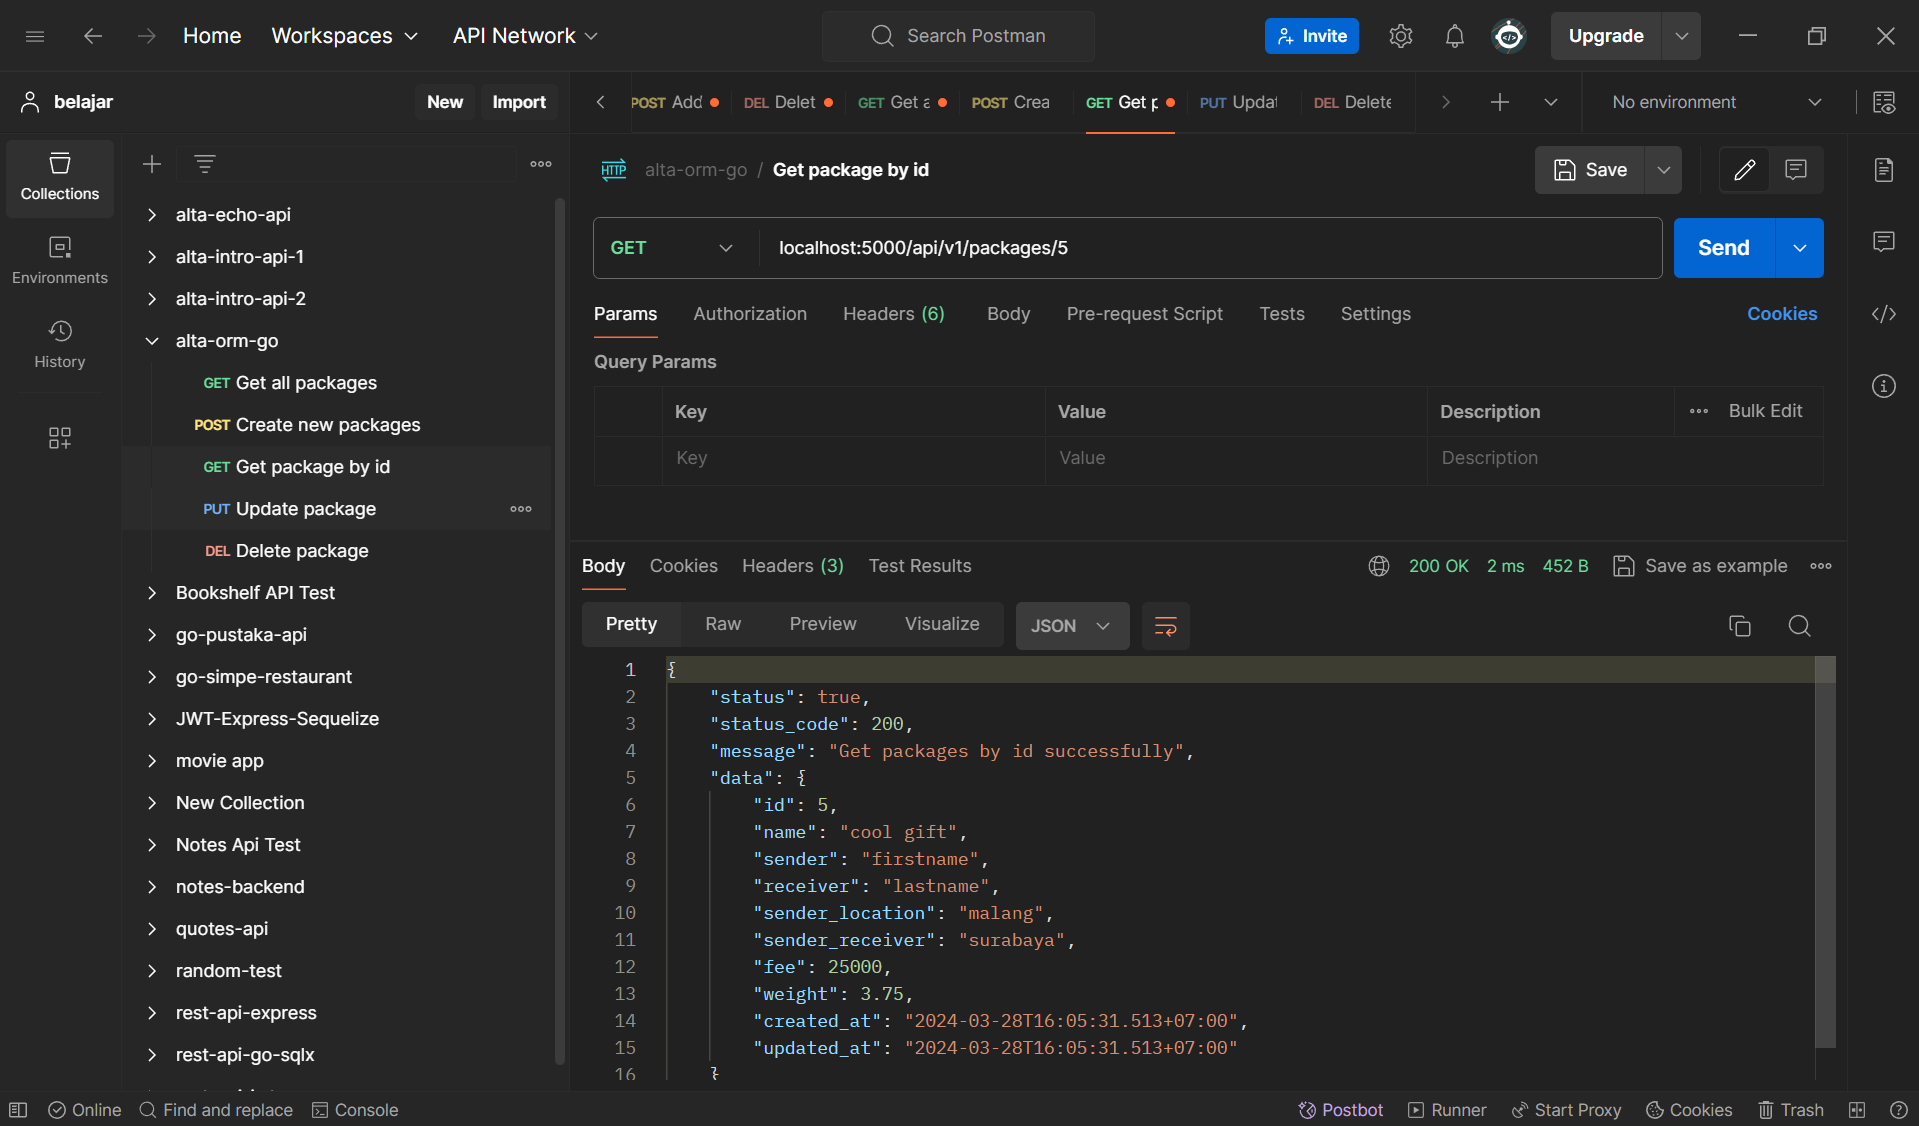 Home Workspaces API Network Search Postman Invite Upgrade
belajar New Import
POST Add DEL Delet GET Get a POST Crea GET Get p PUT Updat DEL Delete No environment
Collections
Environments
History
alta-echo-api
alta-intro-api-1
alta-intro-api-2
alta-orm-go
GET Get all packages
POST Create new packages
GET Get package by id
PUT Update package
DEL Delete package
Bookshelf API Test
go-pustaka-api
go-simpe-restaurant
JWT-Express-Sequelize
movie app
New Collection
Notes Api Test
notes-backend
quotes-api
random-test
rest-api-express
rest-api-go-sqlx
HTTP alta-orm-go / Get package by id Save
GET localhost:5000/api/v1/packages/5 Send
Params Authorization Headers (6) Body Pre-request Script Tests Settings Cookies
Query Params
Key Value Description Bulk Edit
Key Value Description
Body Cookies Headers (3) Test Results 200 OK 2 ms 452 B Save as example
Pretty Raw Preview Visualize JSON
1 {
2 "status": true,
3 "status_code": 200,
4 "message": "Get packages by id successfully",
5 "data": {
6 "id": 5,
7 "name": "cool gift",
8 "sender": "firstname",
9 "receiver": "lastname",
10 "sender_location": "malang",
11 "sender_receiver": "surabaya",
12 "fee": 25000,
13 "weight": 3.75,
14 "created_at": "2024-03-28T16:05:31.513+07:00",
15 "updated_at": "2024-03-28T16:05:31.513+07:00"
16 }
Online Find and replace Console Postbot Runner Start Proxy Cookies Trash